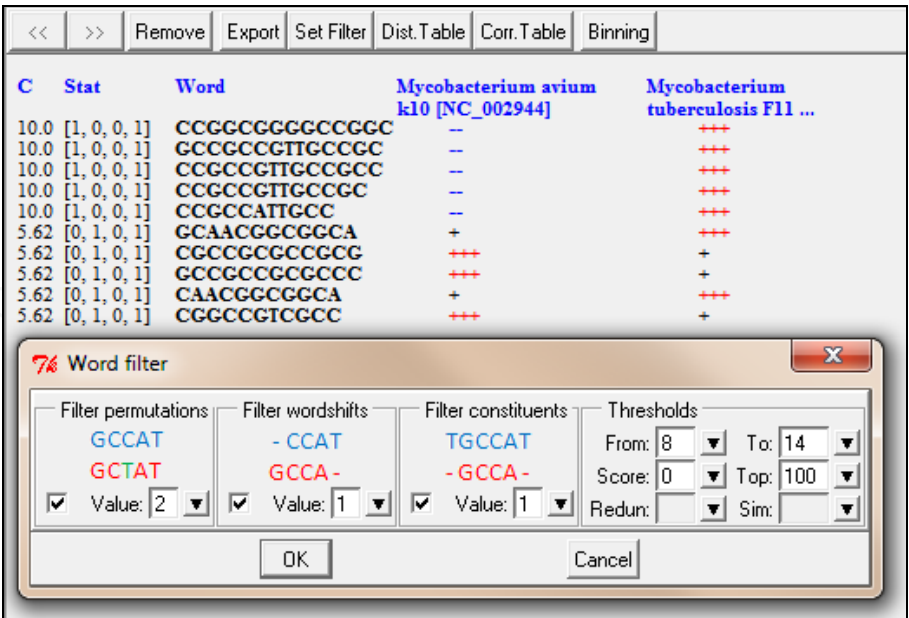 << >> Remove Export Set Filter Dist.Table Corr.Table Binning
C Stat Word Mycobacterium avium Mycobacterium
k10 [NC_002944] tuberculosis F11 ...
10.0 [1, 0, 0, 1] CCGGCGGGGCCGGC -- +++
10.0 [1, 0, 0, 1] GCCGCCGTTGCCGC -- +++
10.0 [1, 0, 0, 1] CCGCCGTTGCCGCC -- +++
10.0 [1, 0, 0, 1] CCGCCGTTGCCGC -- +++
10.0 [1, 0, 0, 1] CCGCCATTGCC -- +++
5.62 [0, 1, 0, 1] GCAACGGCGGCA + +++
5.62 [0, 1, 0, 1] CGCCGCGCCGCG +++ +
5.62 [0, 1, 0, 1] GCCGCCGCGCCC +++ +
5.62 [0, 1, 0, 1] CAACGGCGGCA + +++
5.62 [0, 1, 0, 1] CGGCCGTCGCC +++ +
Word filter
Filter permutations Filter wordshifts Filter constituents Thresholds
GCCAT - CCAT TGCCAT From: 8 To: 14
GCTAT GCCA - - GCCA - Score: 0 Top: 100
Value: 2 Value: 1 Value: 1 Redun: Sim:
OK Cancel